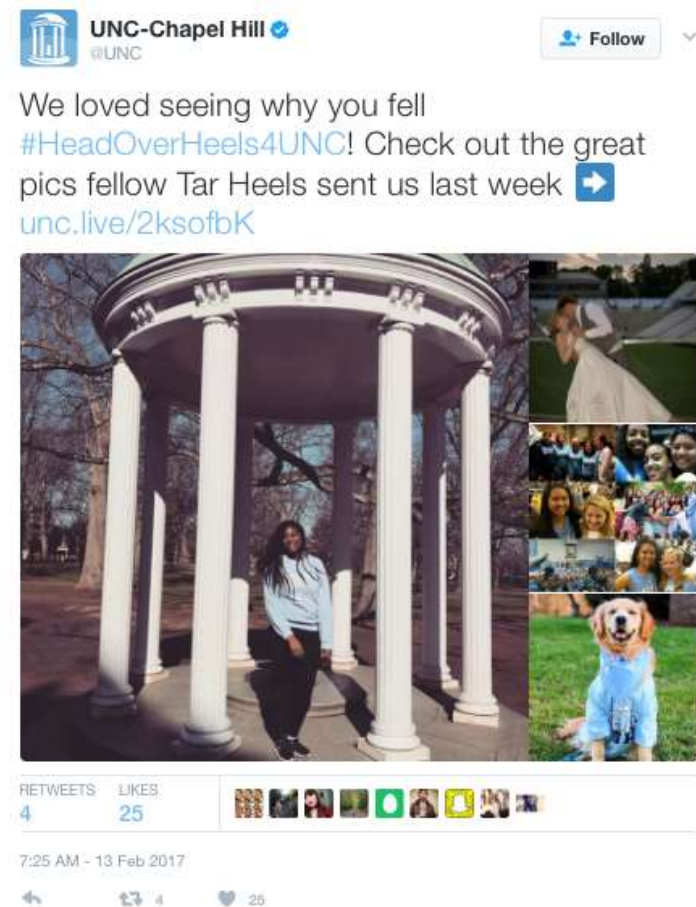 UNC-Chapel Hill
@UNC
Follow
We loved seeing why you fell
#HeadOverHeels4UNC! Check out the great
pics fellow Tar Heels sent us last week
unc.live/2ksofbK
RETWEETS LIKES
4 25
7:25 AM - 13 Feb 2017
4 25